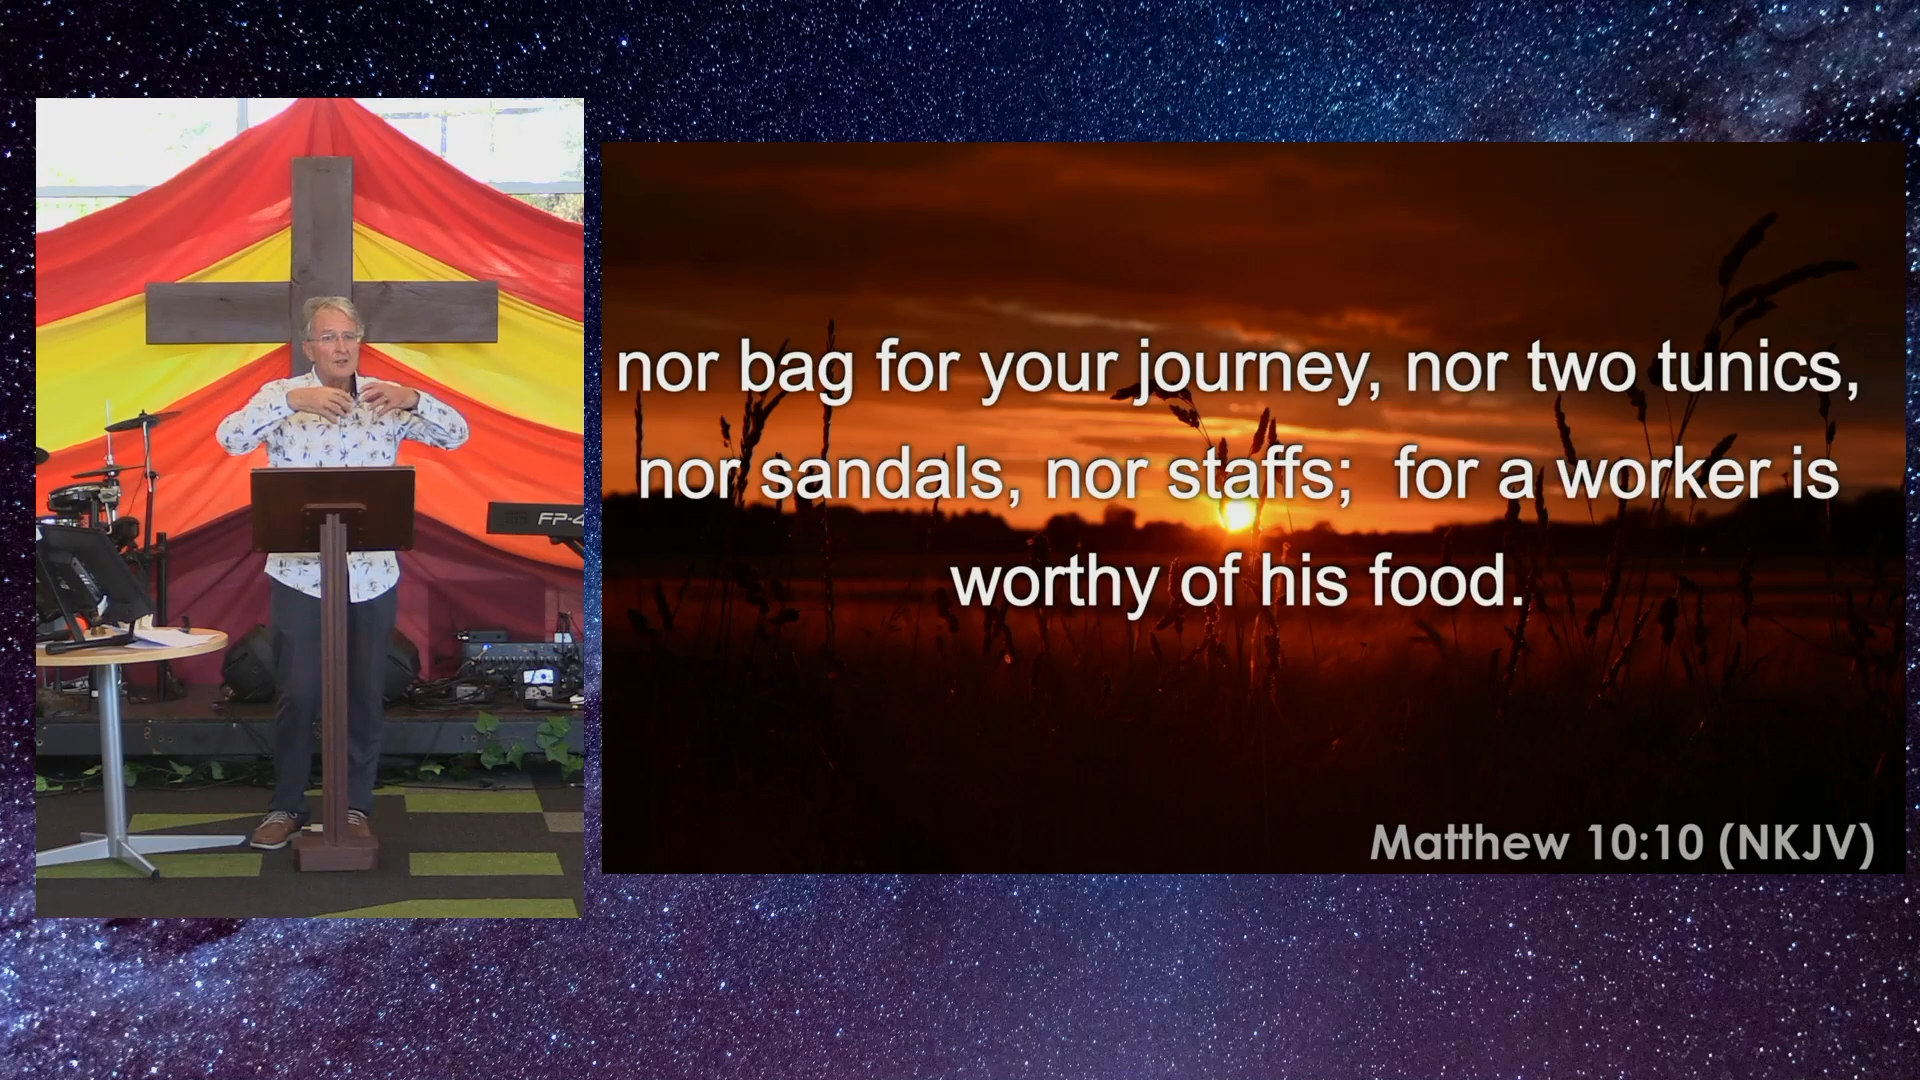 FP-4
nor bag for your journey, nor two tunics,
nor sandals, nor staffs; for a worker is
worthy of his food.
Matthew 10:10 (NKJV)